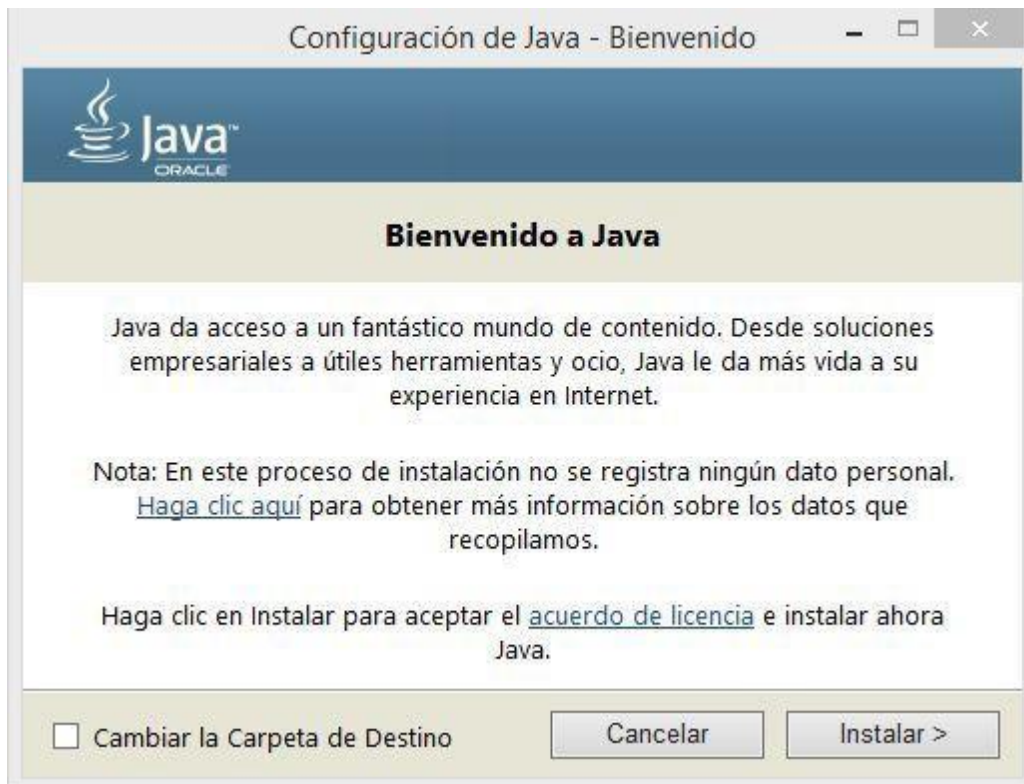 Configuración de Java - Bienvenido
Java™
ORACLE
Bienvenido a Java
Java da acceso a un fantástico mundo de contenido. Desde soluciones
empresariales a útiles herramientas y ocio, Java le da más vida a su
experiencia en Internet.
Nota: En este proceso de instalación no se registra ningún dato personal.
Haga clic aquí para obtener más información sobre los datos que
recopilamos.
Haga clic en Instalar para aceptar el acuerdo de licencia e instalar ahora
Java.
Cambiar la Carpeta de Destino
Cancelar
Instalar >